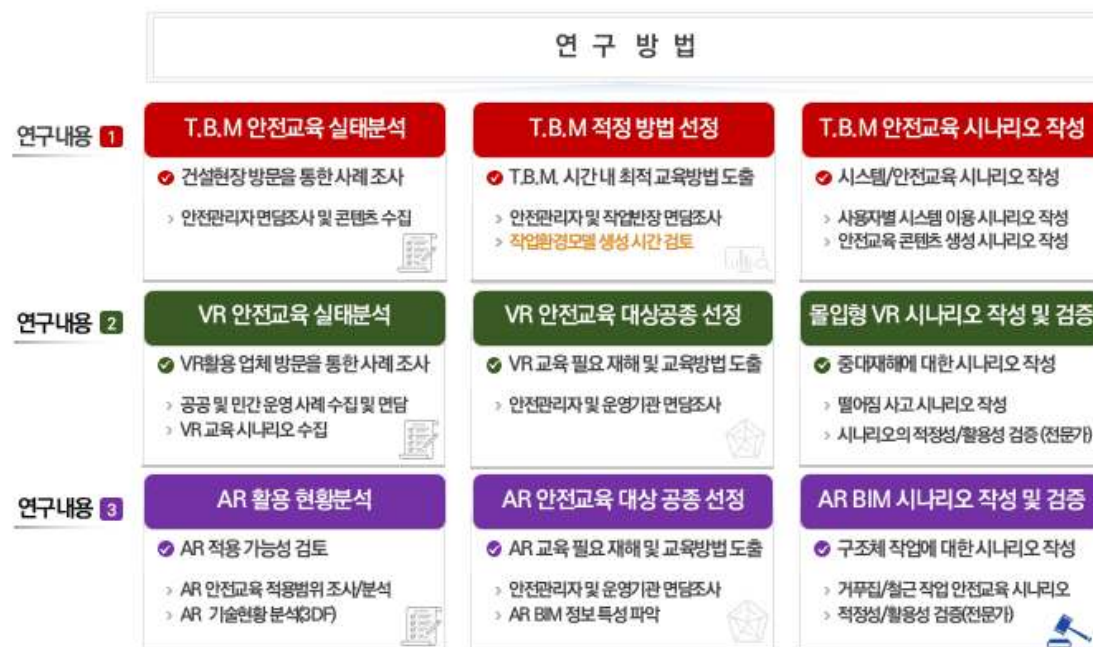 연 구 방 법
연구내용 1
T.B.M 안전교육 실태분석
건설현장 방문을 통한 사례 조사
› 안전관리자 면담조사 및 콘텐츠 수집
T.B.M 적정 방법 선정
T.B.M. 시간 내 최적 교육방법 도출
› 안전관리자 및 작업반장 면담조사
› 작업환경모델 생성 시간 검토
T.B.M 안전교육 시나리오 작성
시스템/안전교육 시나리오 작성
› 사용자별 시스템 이용 시나리오 작성
› 안전교육 콘텐츠 생성 시나리오 작성
연구내용 2
VR 안전교육 실태분석
VR활용 업체 방문을 통한 사례 조사
› 공공 및 민간 운영 사례 수집 및 면담
› VR 교육 시나리오 수집
VR 안전교육 대상공종 선정
VR 교육 필요 재해 및 교육방법 도출
› 안전관리자 및 운영기관 면담조사
몰입형 VR 시나리오 작성 및 검증
중대재해에 대한 시나리오 작성
› 떨어짐 사고 시나리오 작성
› 시나리오의 적정성/활용성 검증 (전문가)
연구내용 3
AR 활용 현황분석
AR 적용 가능성 검토
› AR 안전교육 적용범위 조사/분석
› AR 기술현황 분석(3DF)
AR 안전교육 대상 공종 선정
AR 교육 필요 재해 및 교육방법 도출
› 안전관리자 및 운영기관 면담조사
› AR BIM 정보 특성 파악
AR BIM 시나리오 작성 및 검증
구조체 작업에 대한 시나리오 작성
› 거푸집/철근 작업 안전교육 시나리오
› 적정성/활용성 검증(전문가)